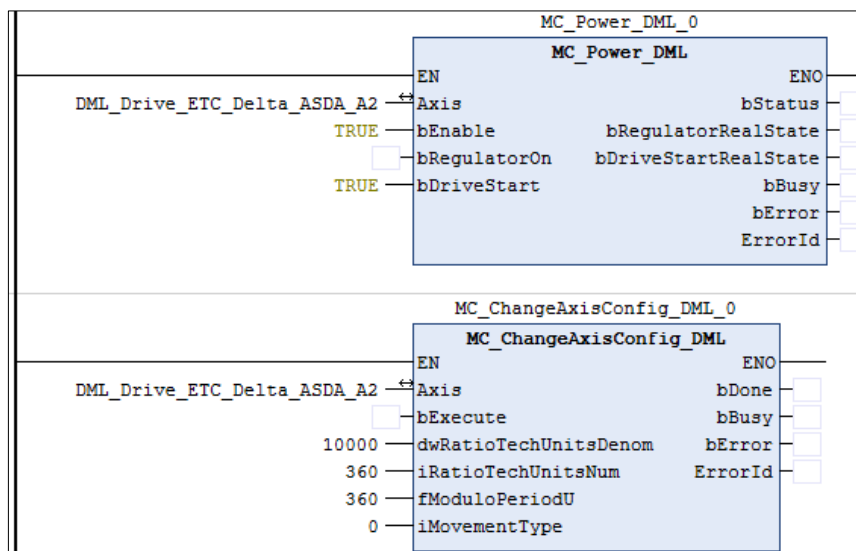 MC_Power_DML_0
MC_Power_DML
EN ENO
DML_Drive_ETC_Delta_ASDA_A2 Axis bStatus
TRUE bEnable bRegulatorRealState
bRegulatorOn bDriveStartRealState
TRUE bDriveStart bBusy
bError
ErrorId
MC_ChangeAxisConfig_DML_0
MC_ChangeAxisConfig_DML
EN ENO
DML_Drive_ETC_Delta_ASDA_A2 Axis bDone
bExecute bBusy
10000 dwRatioTechUnitsDenom bError
360 iRatioTechUnitsNum ErrorId
360 fModuloPeriodU
0 iMovementType